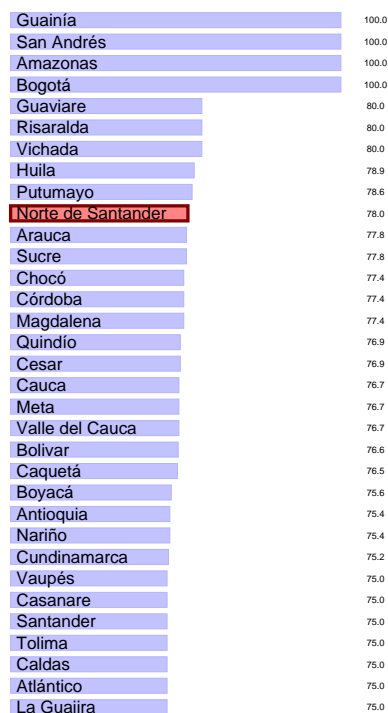 Guainía 100.0
San Andrés 100.0
Amazonas 100.0
Bogotá 100.0
Guaviare 80.0
Risaralda 80.0
Vichada 80.0
Huila 78.9
Putumayo 78.6
Norte de Santander 78.0
Arauca 77.8
Sucre 77.8
Chocó 77.4
Córdoba 77.4
Magdalena 77.4
Quindío 76.9
Cesar 76.9
Cauca 76.7
Meta 76.7
Valle del Cauca 76.7
Bolivar 76.6
Caquetá 76.5
Boyacá 75.6
Antioquia 75.4
Nariño 75.4
Cundinamarca 75.2
Vaupés 75.0
Casanare 75.0
Santander 75.0
Tolima 75.0
Caldas 75.0
Atlántico 75.0
La Guajira 75.0